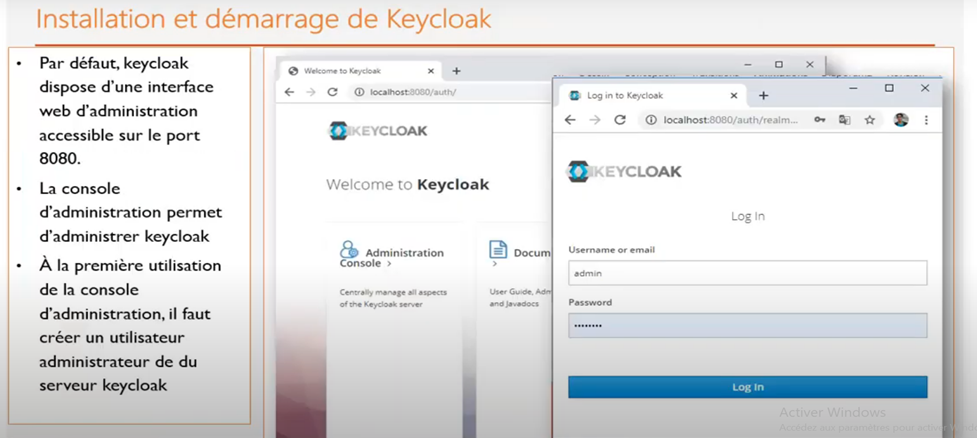 Installation et démarrage de Keycloak
• Par défaut, keycloak
dispose d'une interface
web d'administration
accessible sur le port
8080.
• La console
d'administration permet
d'administrer keycloak
• À la première utilisation
de la console
d'administration, il faut
créer un utilisateur
administrateur de du
serveur keycloak
Welcome to Keycloak
localhost:8080/auth/
KEYCLOAK
Welcome to Keycloak
Administration
Console >
Centrally manage all aspects
of the Keycloak server
Docum
>
User Guide, Adm
and Javadocs
Log in to Keycloak
localhost:8080/auth/realm...
KEYCLOAK
Log In
Username or email
admin
Password
••••••••
Log In
Activer Windows
Accédez aux paramètres pour activer Win